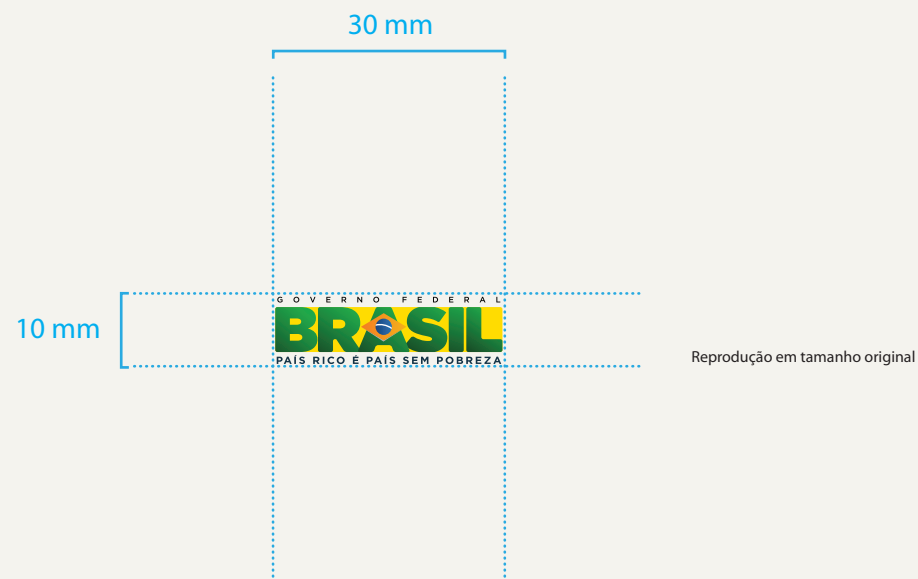 30 mm
10 mm
GOVERNO FEDERAL
BRASIL
PAÍS RICO É PAÍS SEM POBREZA
Reprodução em tamanho original